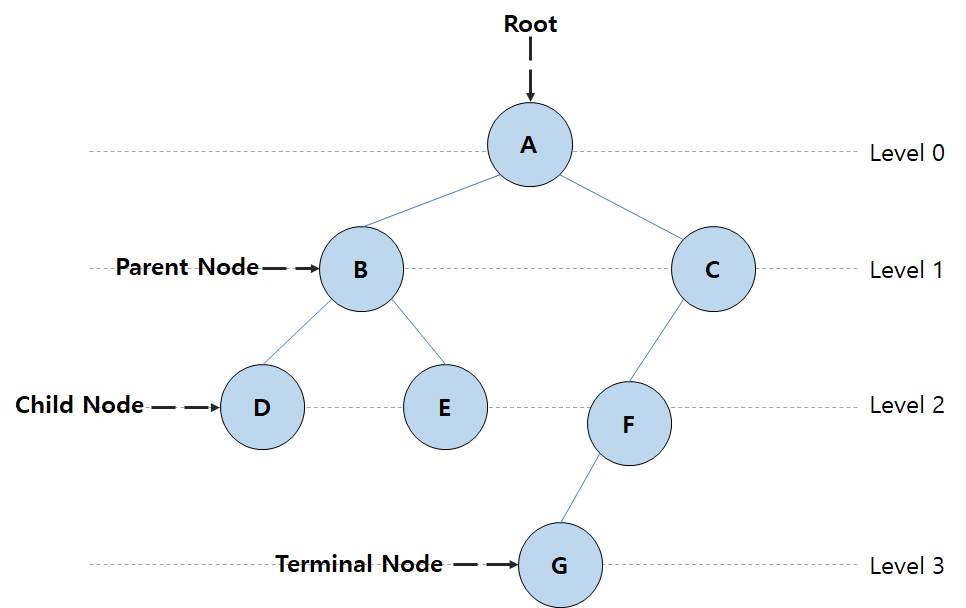 Root
A
Level 0
Parent Node
B
C
Level 1
Child Node
D
E
F
Level 2
Terminal Node
G
Level 3